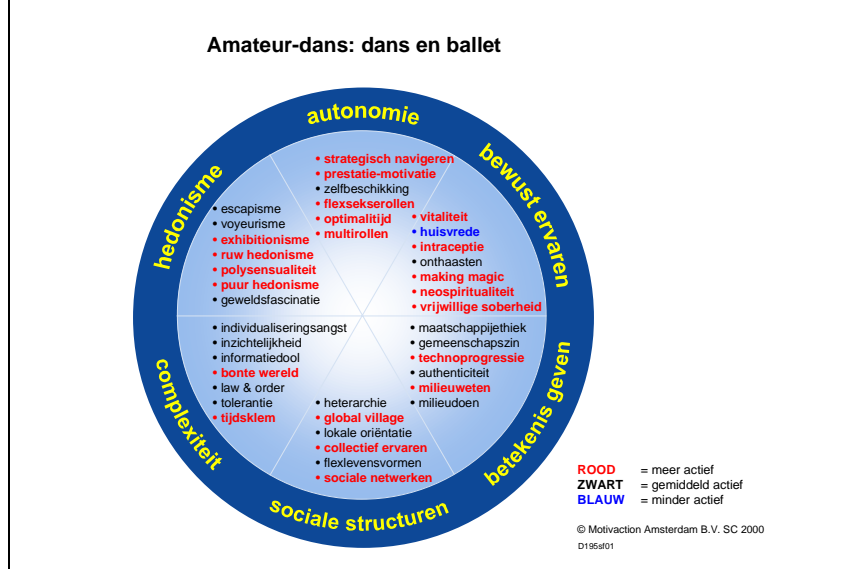 Amateur-dans: dans en ballet
autonomie
• strategisch navigeren
• prestatie-motivatie
• zelfbeschikking
• flexsekserollen
• optimalitijd
• multirollen
bewust ervaren
• vitaliteit
• huisvrede
• intraceptie
• onthaasten
• making magic
• neospiritualiteit
• vrijwillige soberheid
hedonisme
• escapisme
• voyeurisme
• exhibitionisme
• ruw hedonisme
• polysensualiteit
• puur hedonisme
• geweldsfascinatie
complexiteit
• individualiseringsangst
• inzichtelijkheid
• informatiedool
• bonte wereld
• law & order
• tolerantie
• tijdsklem
betekenis geven
• maatschappijethiek
• gemeenschapszin
• technoprogressie
• authenticiteit
• milieuweten
• milieudoen
sociale structuren
• heterarchie
• global village
• lokale oriëntatie
• collectief ervaren
• flexlevensvormen
• sociale netwerken
ROOD = meer actief
ZWART = gemiddeld actief
BLAUW = minder actief
© Motivaction Amsterdam B.V. SC 2000
D195sf01